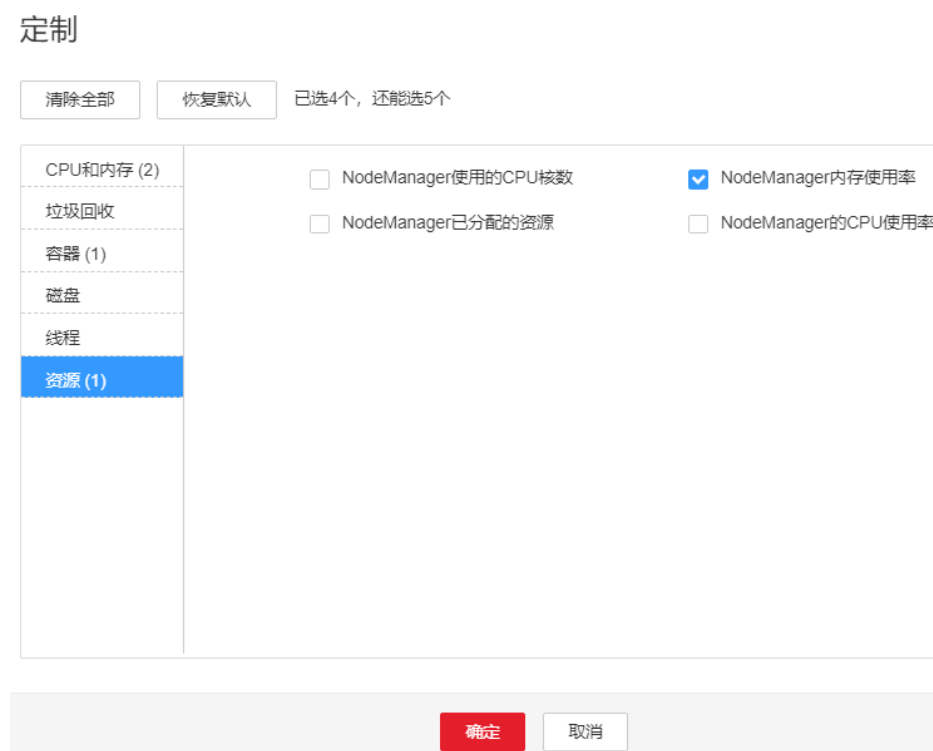 定制
清除全部 恢复默认 已选4个，还能选5个
CPU和内存 (2)
垃圾回收
容器 (1)
磁盘
线程
资源 (1)
NodeManager使用的CPU核数 NodeManager内存使用率
NodeManager已分配的资源 NodeManager的CPU使用率
确定 取消